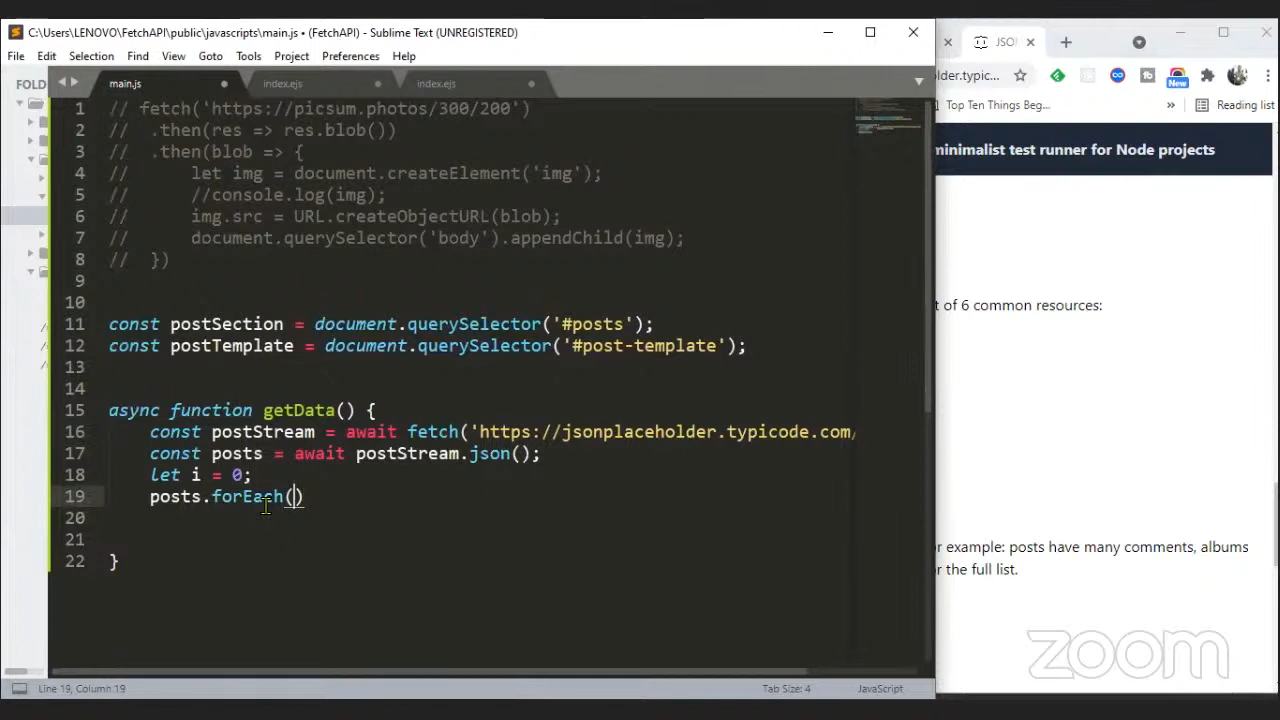 C:\Users\LENOVO\FetchAPI\public\javascripts\main.js • (FetchAPI) - Sublime Text (UNREGISTERED)
File Edit Selection Find View Goto Tools Project Preferences Help
FOLD
main.js
index.ejs
index.ejs
1 // fetch('https://picsum.photos/300/200')
2 // .then(res => res.blob())
3 // .then(blob => {
4 // let img = document.createElement('img');
5 // //console.log(img);
6 // img.src = URL.createObjectURL(blob);
7 // document.querySelector('body').appendChild(img);
8 // })
9
10
11 const postSection = document.querySelector('#posts');
12 const postTemplate = document.querySelector('#post-template');
13
14
15 async function getData() {
16 const postStream = await fetch('https://jsonplaceholder.typicode.com/
17 const posts = await postStream.json();
18 let i = 0;
19 posts.forEach()
20
21
22 }
Line 19, Column 19
Tab Size: 4
JavaScript
JSO
older.typic...
New
Top Ten Things Beg...
»
Reading list
minimalist test runner for Node projects
t of 6 common resources:
or example: posts have many comments, albums
or the full list.
zoom